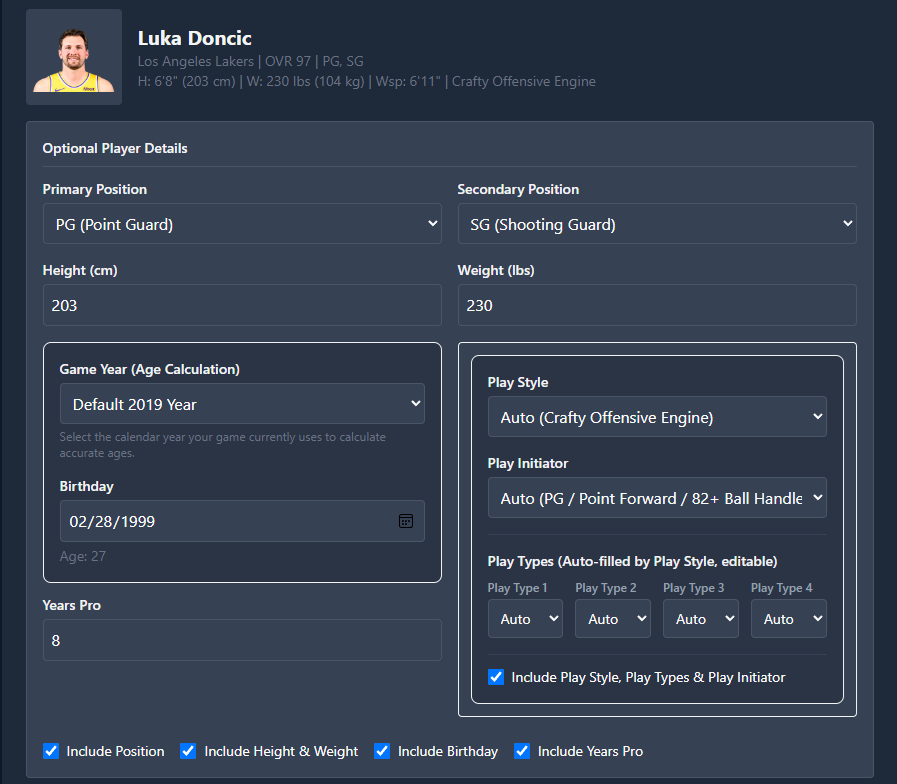 Luka Doncic
Los Angeles Lakers | OVR 97 | PG, SG
H: 6'8" (203 cm) | W: 230 lbs (104 kg) | Wsp: 6'11" | Crafty Offensive Engine
Optional Player Details
Primary Position
PG (Point Guard)
Secondary Position
SG (Shooting Guard)
Height (cm)
203
Weight (lbs)
230
Game Year (Age Calculation)
Default 2019 Year
Select the calendar year your game currently uses to calculate
accurate ages.
Birthday
02/28/1999
Age: 27
Years Pro
8
Play Style
Auto (Crafty Offensive Engine)
Play Initiator
Auto (PG / Point Forward / 82+ Ball Handle
Play Types (Auto-filled by Play Style, editable)
Play Type 1 Play Type 2 Play Type 3 Play Type 4
Auto Auto Auto Auto
Include Play Style, Play Types & Play Initiator
Include Position Include Height & Weight Include Birthday Include Years Pro